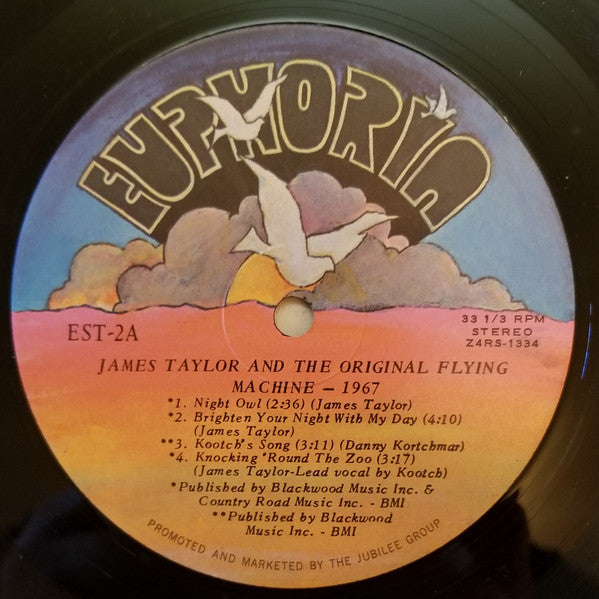 EUPHORIA
EST-2A
33 1/3 RPM
STEREO
Z4RS-1334
JAMES TAYLOR AND THE ORIGINAL FLYING
MACHINE — 1967
*1. Night Owl (2:36) (James Taylor)
*2. Brighten Your Night With My Day (4:10)
(James Taylor)
**3. Kootch's Song (3:11) (Danny Kortchmar)
*4. Knocking 'Round The Zoo (3:17)
(James Taylor-Lead vocal by Kootch)
*Published by Blackwood Music Inc. &
Country Road Music Inc. - BMI
**Published by Blackwood
Music Inc. - BMI
PROMOTED AND MARKETED BY THE JUBILEE GROUP